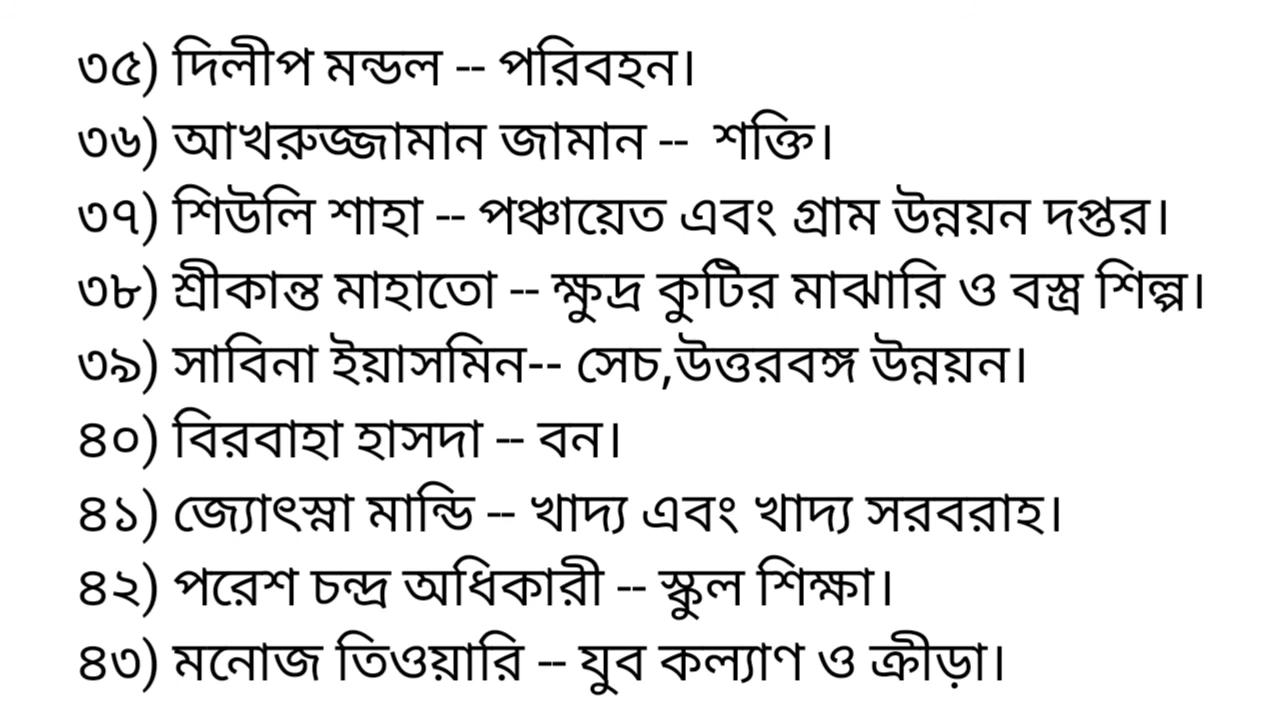 ৩৫) দিলীপ মন্ডল -- পরিবহন।
৩৬) আখরুজ্জামান জামান -- শক্তি।
৩৭) শিউলি শাহা -- পঞ্চায়েত এবং গ্রাম উন্নয়ন দপ্তর।
৩৮) শ্রীকান্ত মাহাতো -- ক্ষুদ্র কুটির মাঝারি ও বস্ত্র শিল্প।
৩৯) সাবিনা ইয়াসমিন-- সেচ,উত্তরবঙ্গ উন্নয়ন।
৪০) বিরবাহা হাসদা -- বন।
৪১) জ্যোৎস্না মান্ডি -- খাদ্য এবং খাদ্য সরবরাহ।
৪২) পরেশ চন্দ্র অধিকারী -- স্কুল শিক্ষা।
৪৩) মনোজ তিওয়ারি -- যুব কল্যাণ ও ক্রীড়া।